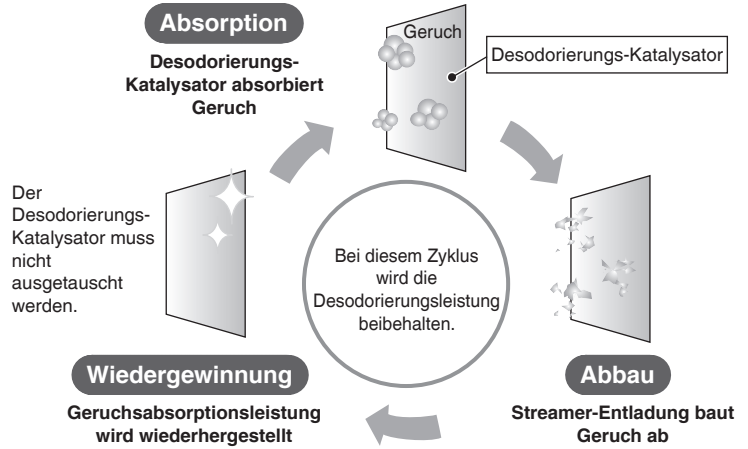 Absorption
Desodorierungs-
Katalysator absorbiert
Geruch
Geruch
Desodorierungs-Katalysator
Der
Desodorierungs-
Katalysator muss
nicht
ausgetauscht
werden.
Bei diesem Zyklus
wird die
Desodorierungsleistung
beibehalten.
Wiedergewinnung
Geruchsabsorptionsleistung
wird wiederhergestellt
Abbau
Streamer-Entladung baut
Geruch ab